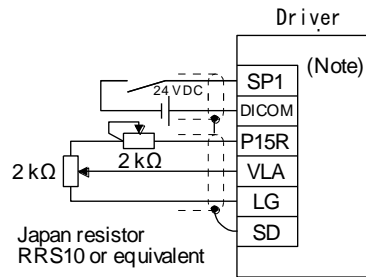 Driver
(Note)
SP1
24 VDC
DICOM
P15R
2 kΩ
VLA
2 kΩ
LG
SD
Japan resistor
RRS10 or equivalent